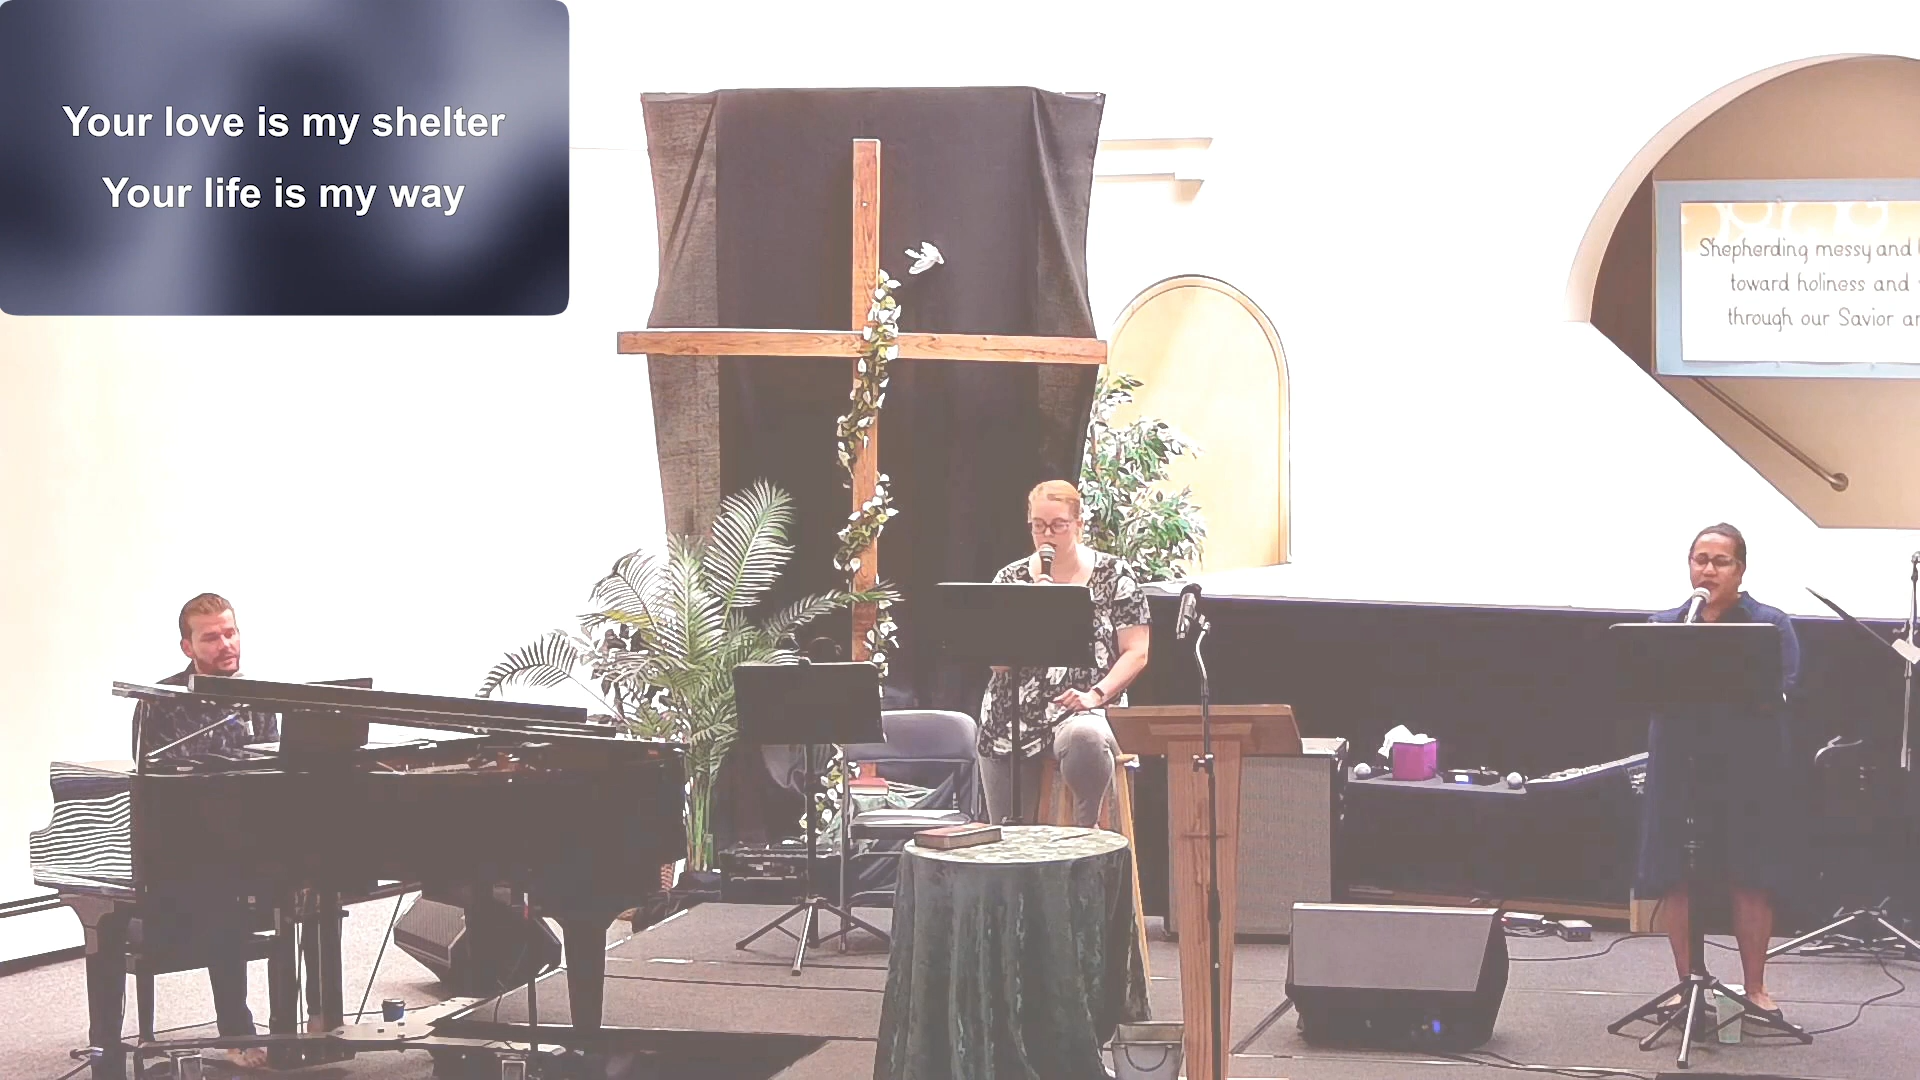 Your love is my shelter
Your life is my way
Shepherding messy and
toward holiness and
through our Savior